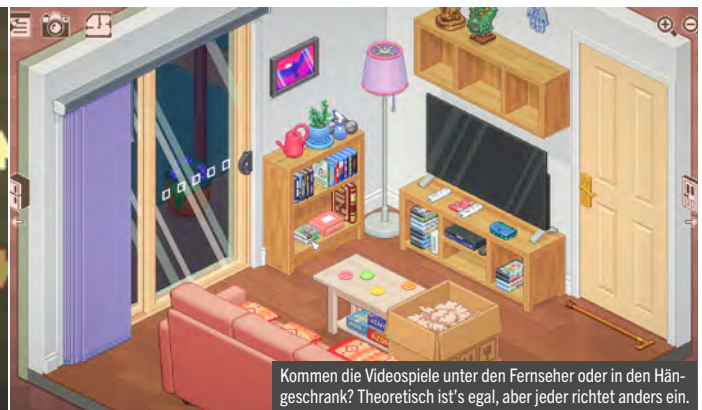 Kommen die Videospiele unter den Fernseher oder in den Hän-
geschrank? Theoretisch ist's egal, aber jeder richtet anders ein.